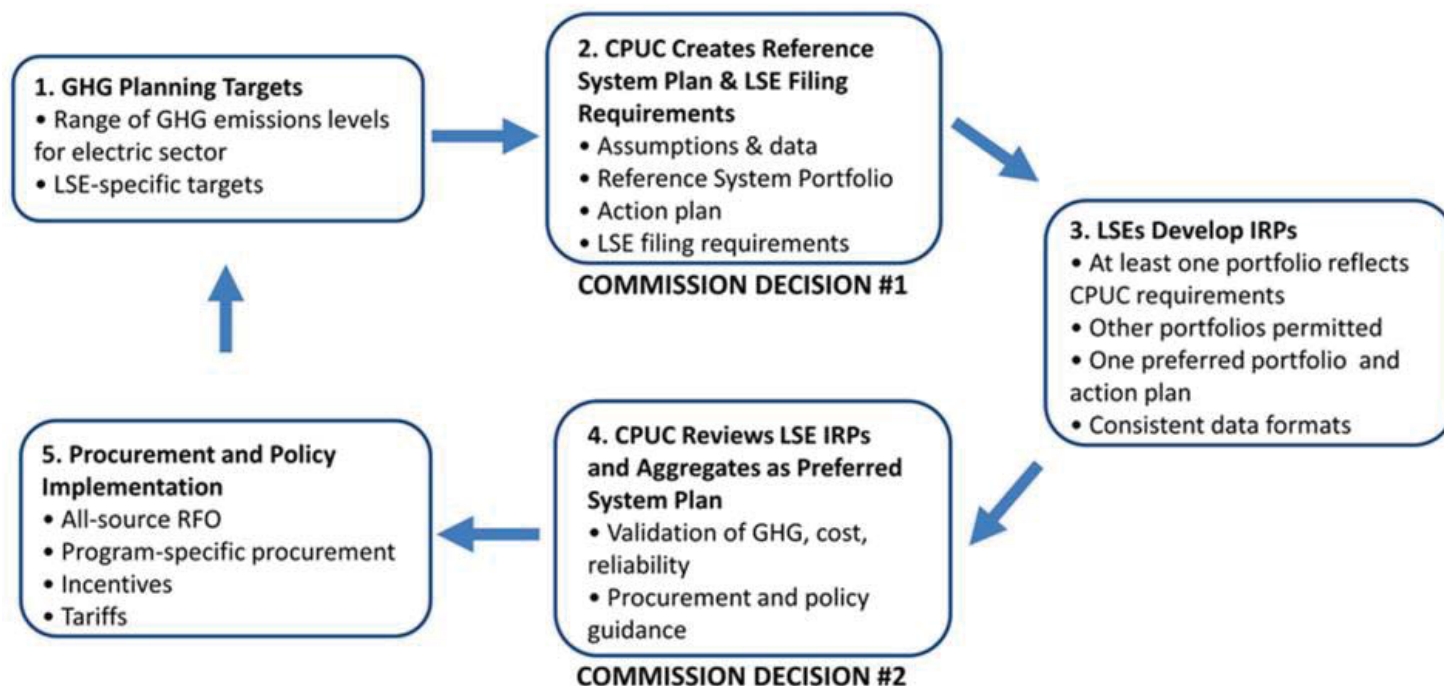 1. GHG Planning Targets
• Range of GHG emissions levels
for electric sector
• LSE-specific targets
2. CPUC Creates Reference
System Plan & LSE Filing
Requirements
• Assumptions & data
• Reference System Portfolio
• Action plan
• LSE filing requirements
COMMISSION DECISION #1
3. LSEs Develop IRPs
• At least one portfolio reflects
CPUC requirements
• Other portfolios permitted
• One preferred portfolio and
action plan
• Consistent data formats
4. CPUC Reviews LSE IRPs
and Aggregates as Preferred
System Plan
• Validation of GHG, cost,
reliability
• Procurement and policy
guidance
COMMISSION DECISION #2
5. Procurement and Policy
Implementation
• All-source RFO
• Program-specific procurement
• Incentives
• Tariffs